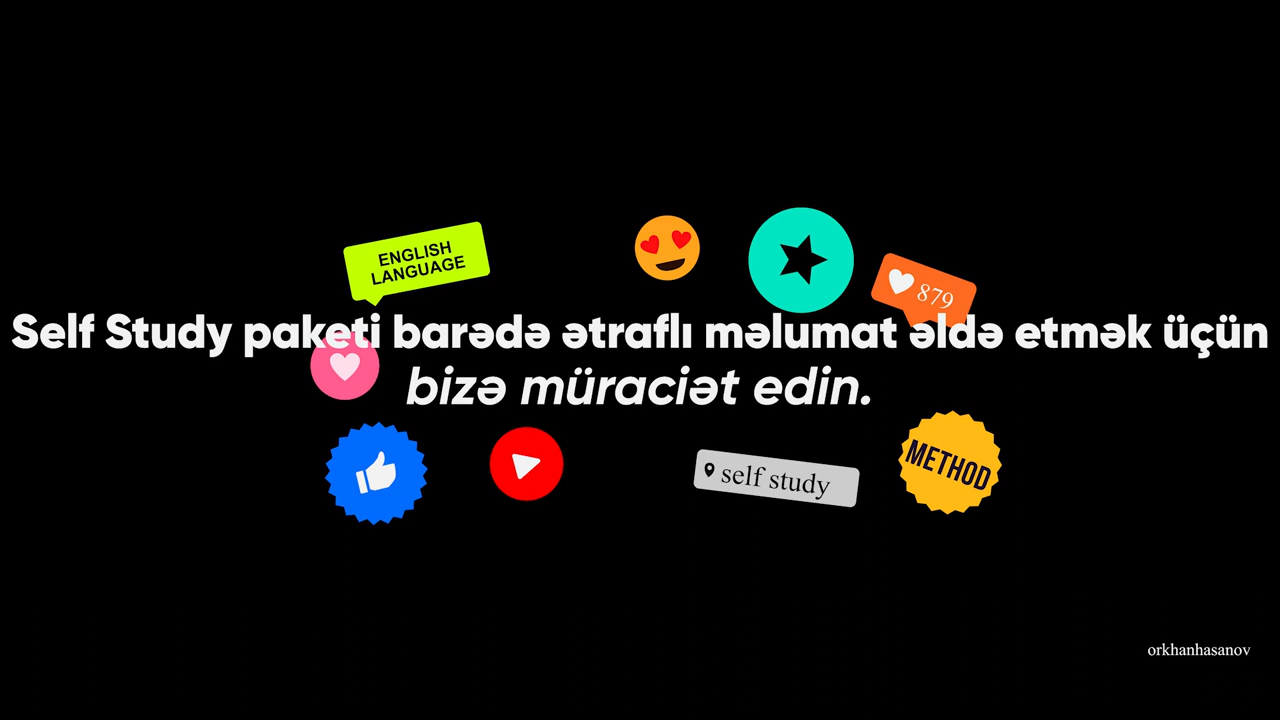 ENGLISH
LANGUAGE
879
Self Study paketi barədə ətraflı məlumat əldə etmək üçün
bizə müraciət edin.
self study
METHOD
orkhanhasanov